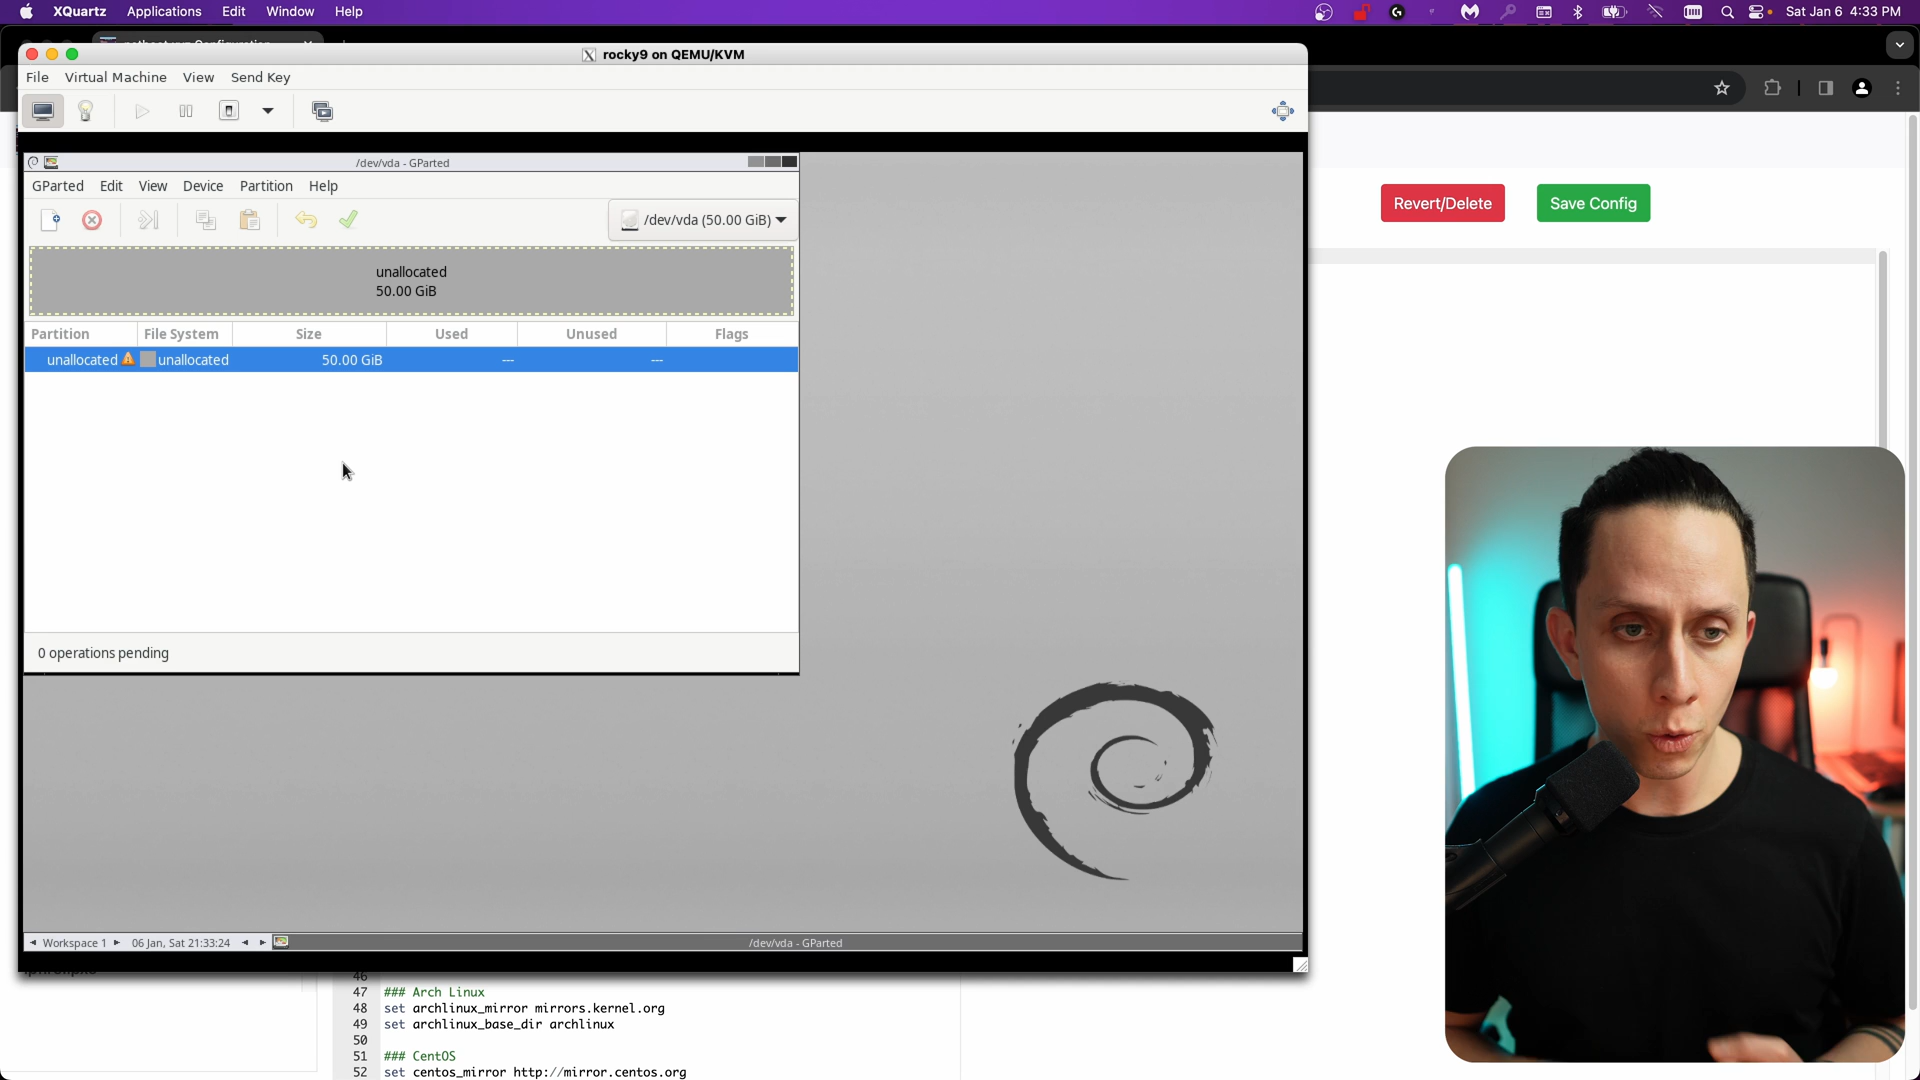 XQuartz Applications Edit Window Help
Sat Jan 6 4:33 PM
rocky9 on QEMU/KVM
File Virtual Machine View Send Key
/dev/vda - GParted
GParted Edit View Device Partition Help
/dev/vda (50.00 GiB)
Revert/Delete Save Config
unallocated
50.00 GiB
Partition File System Size Used Unused Flags
unallocated unallocated 50.00 GiB --- ---
0 operations pending
Workspace 1 06 Jan, Sat 21:33:24 /dev/vda - GParted
46
47 ### Arch Linux
48 set archlinux_mirror mirrors.kernel.org
49 set archlinux_base_dir archlinux
50
51 ### CentOS
52 set centos_mirror http://mirror.centos.org